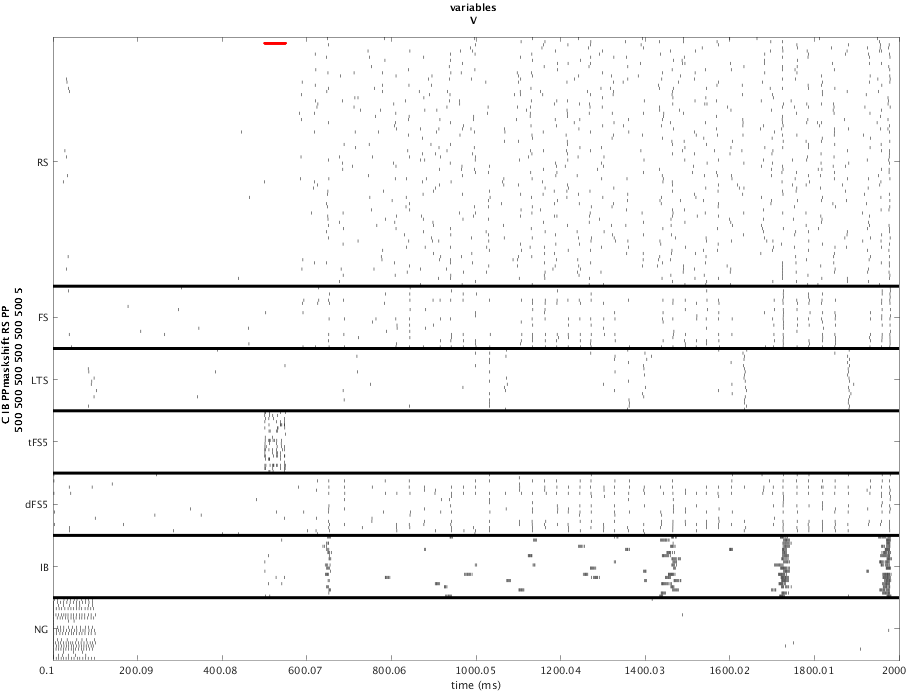 variables
V
RS
FS
LTS
tFS5
dFS5
IB
NG
C IB PPmaskshift RS PP
500 500 500 500 500 500 5
0.1 200.09 400.08 600.07 800.06 1000.05 1200.04 1400.03 1600.02 1800.01 2000
time (ms)